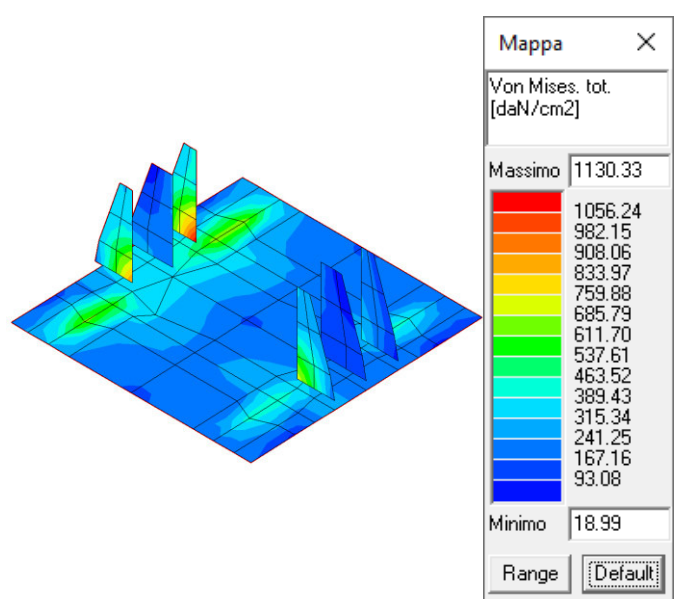 Mappa
Von Mises. tot.
[daN/cm2]
Massimo 1130.33
1056.24
982.15
908.06
833.97
759.88
685.79
611.70
537.61
463.52
389.43
315.34
241.25
167.16
93.08
Minimo 18.99
Range Default